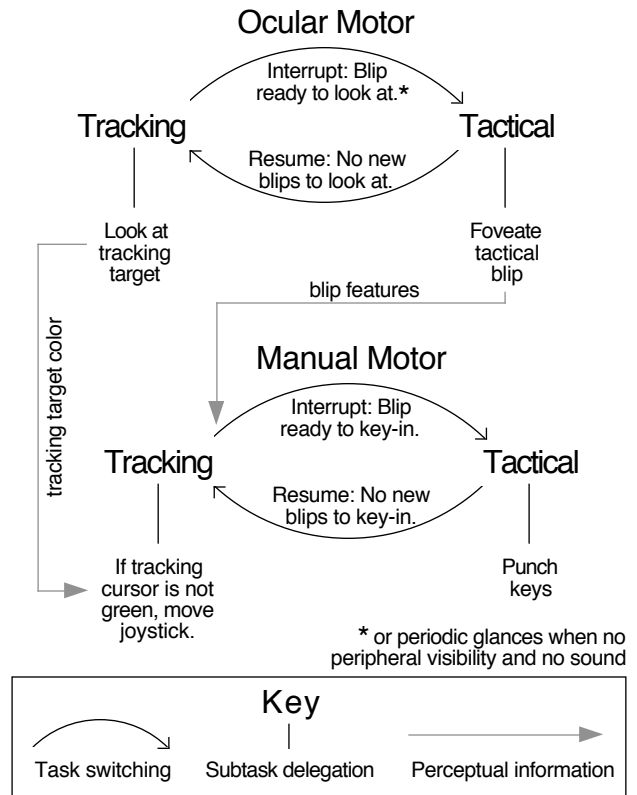 Ocular Motor
Interrupt: Blip
ready to look at.*
Tracking
Tactical
Resume: No new
blips to look at.
Look at
tracking
target
Foveate
tactical
blip
blip features
tracking target color
Manual Motor
Interrupt: Blip
ready to key-in.
Tracking
Tactical
Resume: No new
blips to key-in.
If tracking
cursor is not
green, move
joystick.
Punch
keys
* or periodic glances when no
peripheral visibility and no sound
Key
Task switching
Subtask delegation
Perceptual information